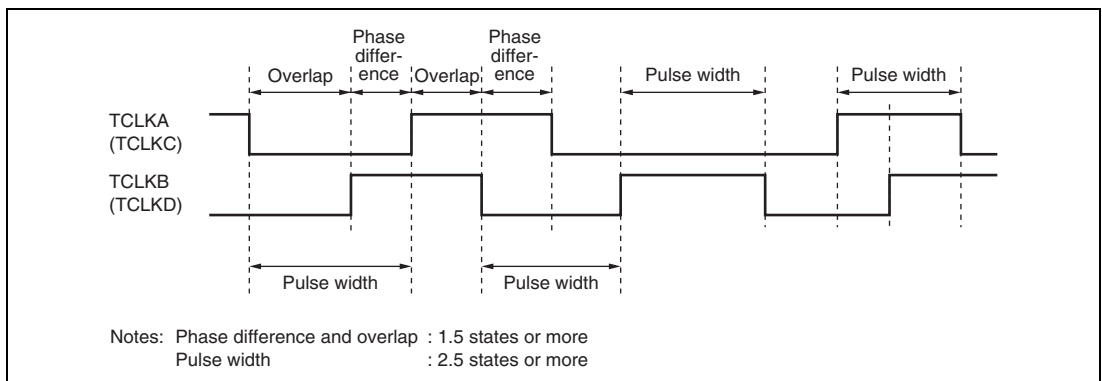 Phase
differ-
ence
Phase
differ-
ence
Overlap
Overlap
Pulse width
Pulse width
TCLKA
(TCLKC)
TCLKB
(TCLKD)
Pulse width
Pulse width
Notes: Phase difference and overlap : 1.5 states or more
Pulse width : 2.5 states or more